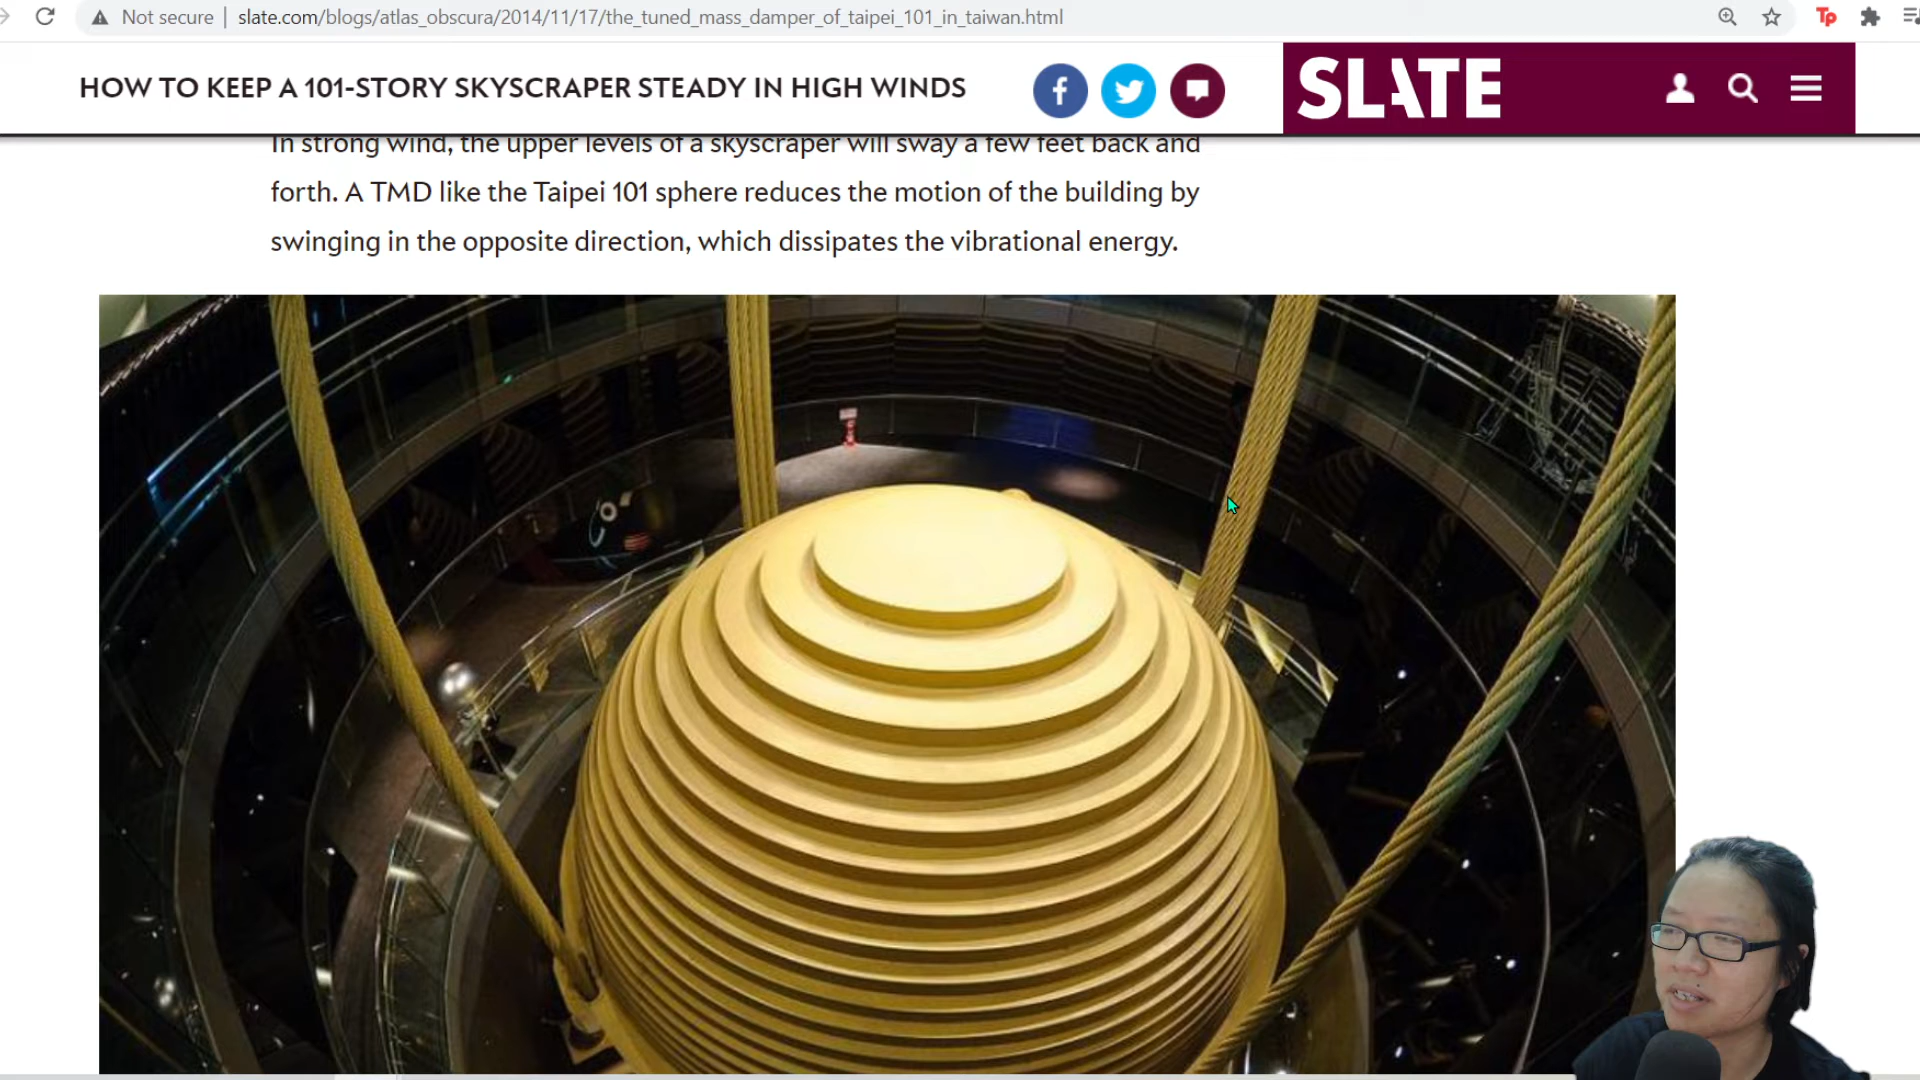 Not secure
slate.com/blogs/atlas_obscura/2014/11/17/the_tuned_mass_damper_of_taipei_101_in_taiwan.html
Tp
HOW TO KEEP A 101-STORY SKYSCRAPER STEADY IN HIGH WINDS
SLATE
In strong wind, the upper levels of a skyscraper will sway a few feet back and
forth. A TMD like the Taipei 101 sphere reduces the motion of the building by
swinging in the opposite direction, which dissipates the vibrational energy.